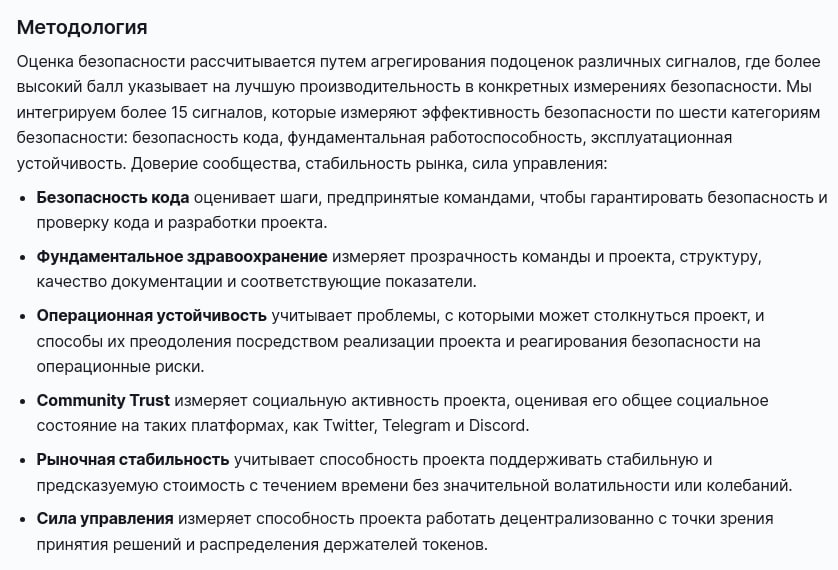 Методология
Оценка безопасности рассчитывается путем агрегирования подоценок различных сигналов, где более
высокий балл указывает на лучшую производительность в конкретных измерениях безопасности. Мы
интегрируем более 15 сигналов, которые измеряют эффективность безопасности по шести категориям
безопасности: безопасность кода, фундаментальная работоспособность, эксплуатационная
устойчивость. Доверие сообщества, стабильность рынка, сила управления:
• Безопасность кода оценивает шаги, предпринятые командами, чтобы гарантировать безопасность и
проверку кода и разработки проекта.
• Фундаментальное здравоохранение измеряет прозрачность команды и проекта, структуру,
качество документации и соответствующие показатели.
• Операционная устойчивость учитывает проблемы, с которыми может столкнуться проект, и
способы их преодоления посредством реализации проекта и реагирования безопасности на
операционные риски.
• Community Trust измеряет социальную активность проекта, оценивая его общее социальное
состояние на таких платформах, как Twitter, Telegram и Discord.
• Рыночная стабильность учитывает способность проекта поддерживать стабильную и
предсказуемую стоимость с течением времени без значительной волатильности или колебаний.
• Сила управления измеряет способность проекта работать децентрализованно с точки зрения
принятия решений и распределения держателей токенов.